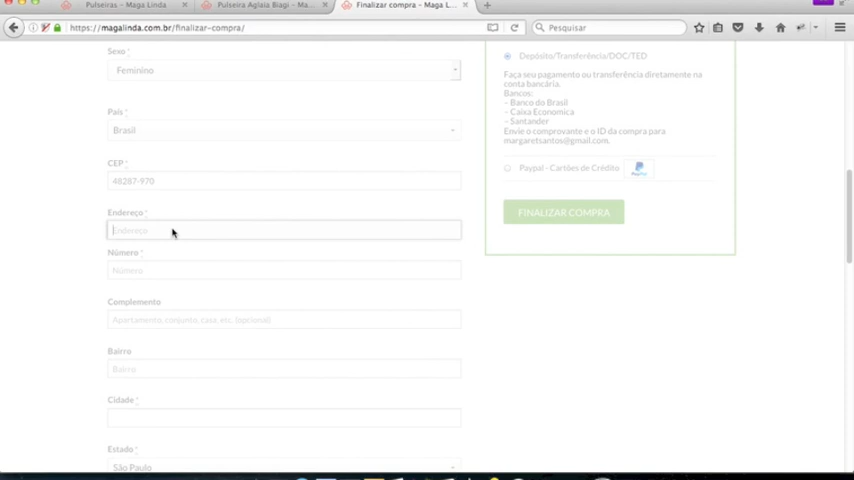 Pulseiras – Maga Linda
Pulseira Aglaia Biagi – Ma...
Finalizar compra – Maga L...
https://magalinda.com.br/finalizar-compra/
Pesquisar
Sexo *
Feminino
País *
Brasil
CEP *
48287-970
Endereço *
Endereço
Número *
Número
Complemento
Apartamento, conjunto, casa, etc. (opcional)
Bairro
Bairro
Cidade *
Estado *
São Paulo
Depósito/Transferência/DOC/TED
Faça seu pagamento ou transferência diretamente na
conta bancária.
Bancos:
– Banco do Brasil
– Caixa Economica
– Santander
Envie o comprovante e o ID da compra para
margaretsantos@gmail.com.
Paypal - Cartões de Crédito
PayPal
FINALIZAR COMPRA